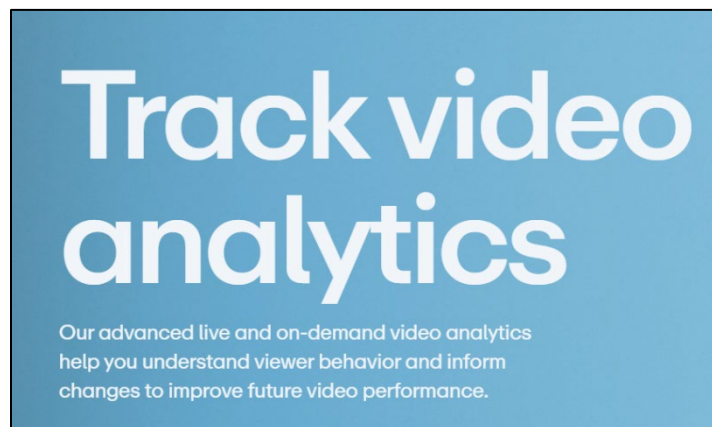 Track video
analytics
Our advanced live and on-demand video analytics
help you understand viewer behavior and inform
changes to improve future video performance.